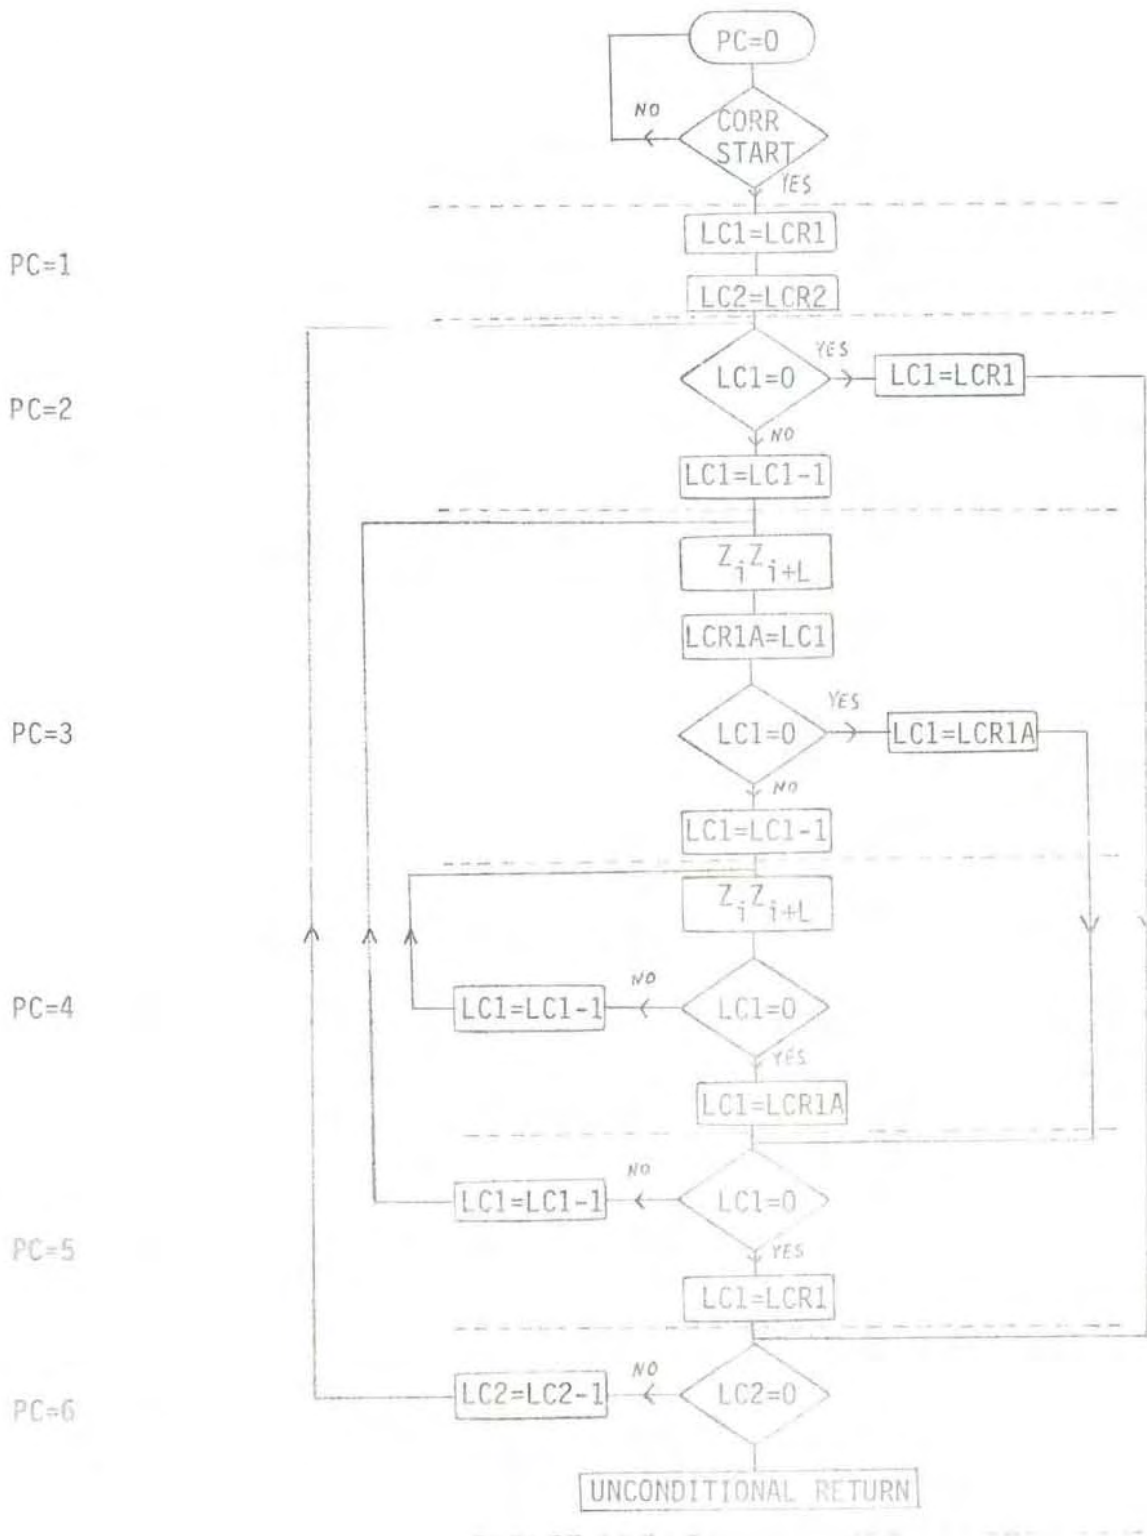 PC=0
NO
CORR
START
YES
LC1=LCR1
PC=1
LC2=LCR2
YES
LC1=0
LC1=LCR1
PC=2
NO
LC1=LC1-1
ZiZi+L
LCR1A=LC1
YES
PC=3
LC1=0
LC1=LCR1A
NO
LC1=LC1-1
ZiZi+L
NO
PC=4
LC1=LC1-1
LC1=0
YES
LC1=LCR1A
NO
LC1=LC1-1
LC1=0
PC=5
YES
LC1=LCR1
NO
PC=6
LC2=LC2-1
LC2=0
UNCONDITIONAL RETURN